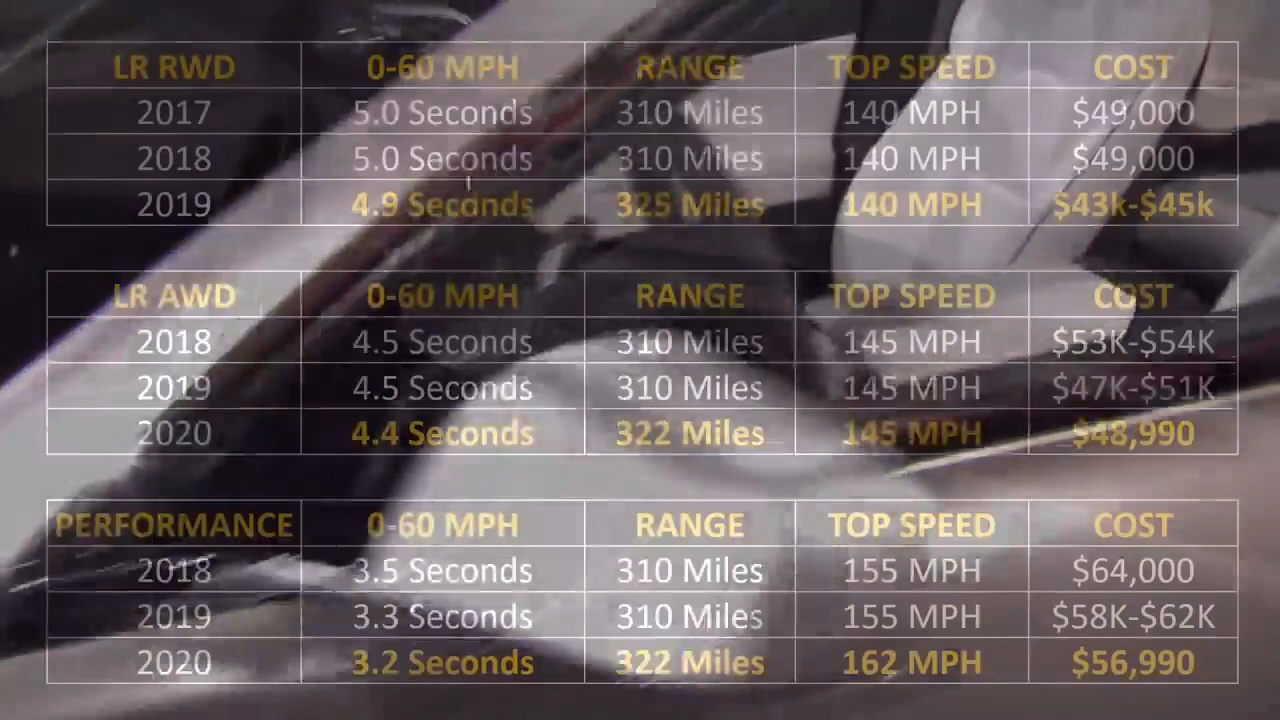 LR RWD 0-60 MPH RANGE TOP SPEED COST
2017 5.0 Seconds 310 Miles 140 MPH $49,000
2018 5.0 Seconds 310 Miles 140 MPH $49,000
2019 4.9 Seconds 325 Miles 140 MPH $43k-$45k
LR AWD 0-60 MPH RANGE TOP SPEED COST
2018 4.5 Seconds 310 Miles 145 MPH $53K-$54K
2019 4.5 Seconds 310 Miles 145 MPH $47K-$51K
2020 4.4 Seconds 322 Miles 145 MPH $48,990
PERFORMANCE 0-60 MPH RANGE TOP SPEED COST
2018 3.5 Seconds 310 Miles 155 MPH $64,000
2019 3.3 Seconds 310 Miles 155 MPH $58K-$62K
2020 3.2 Seconds 322 Miles 162 MPH $56,990